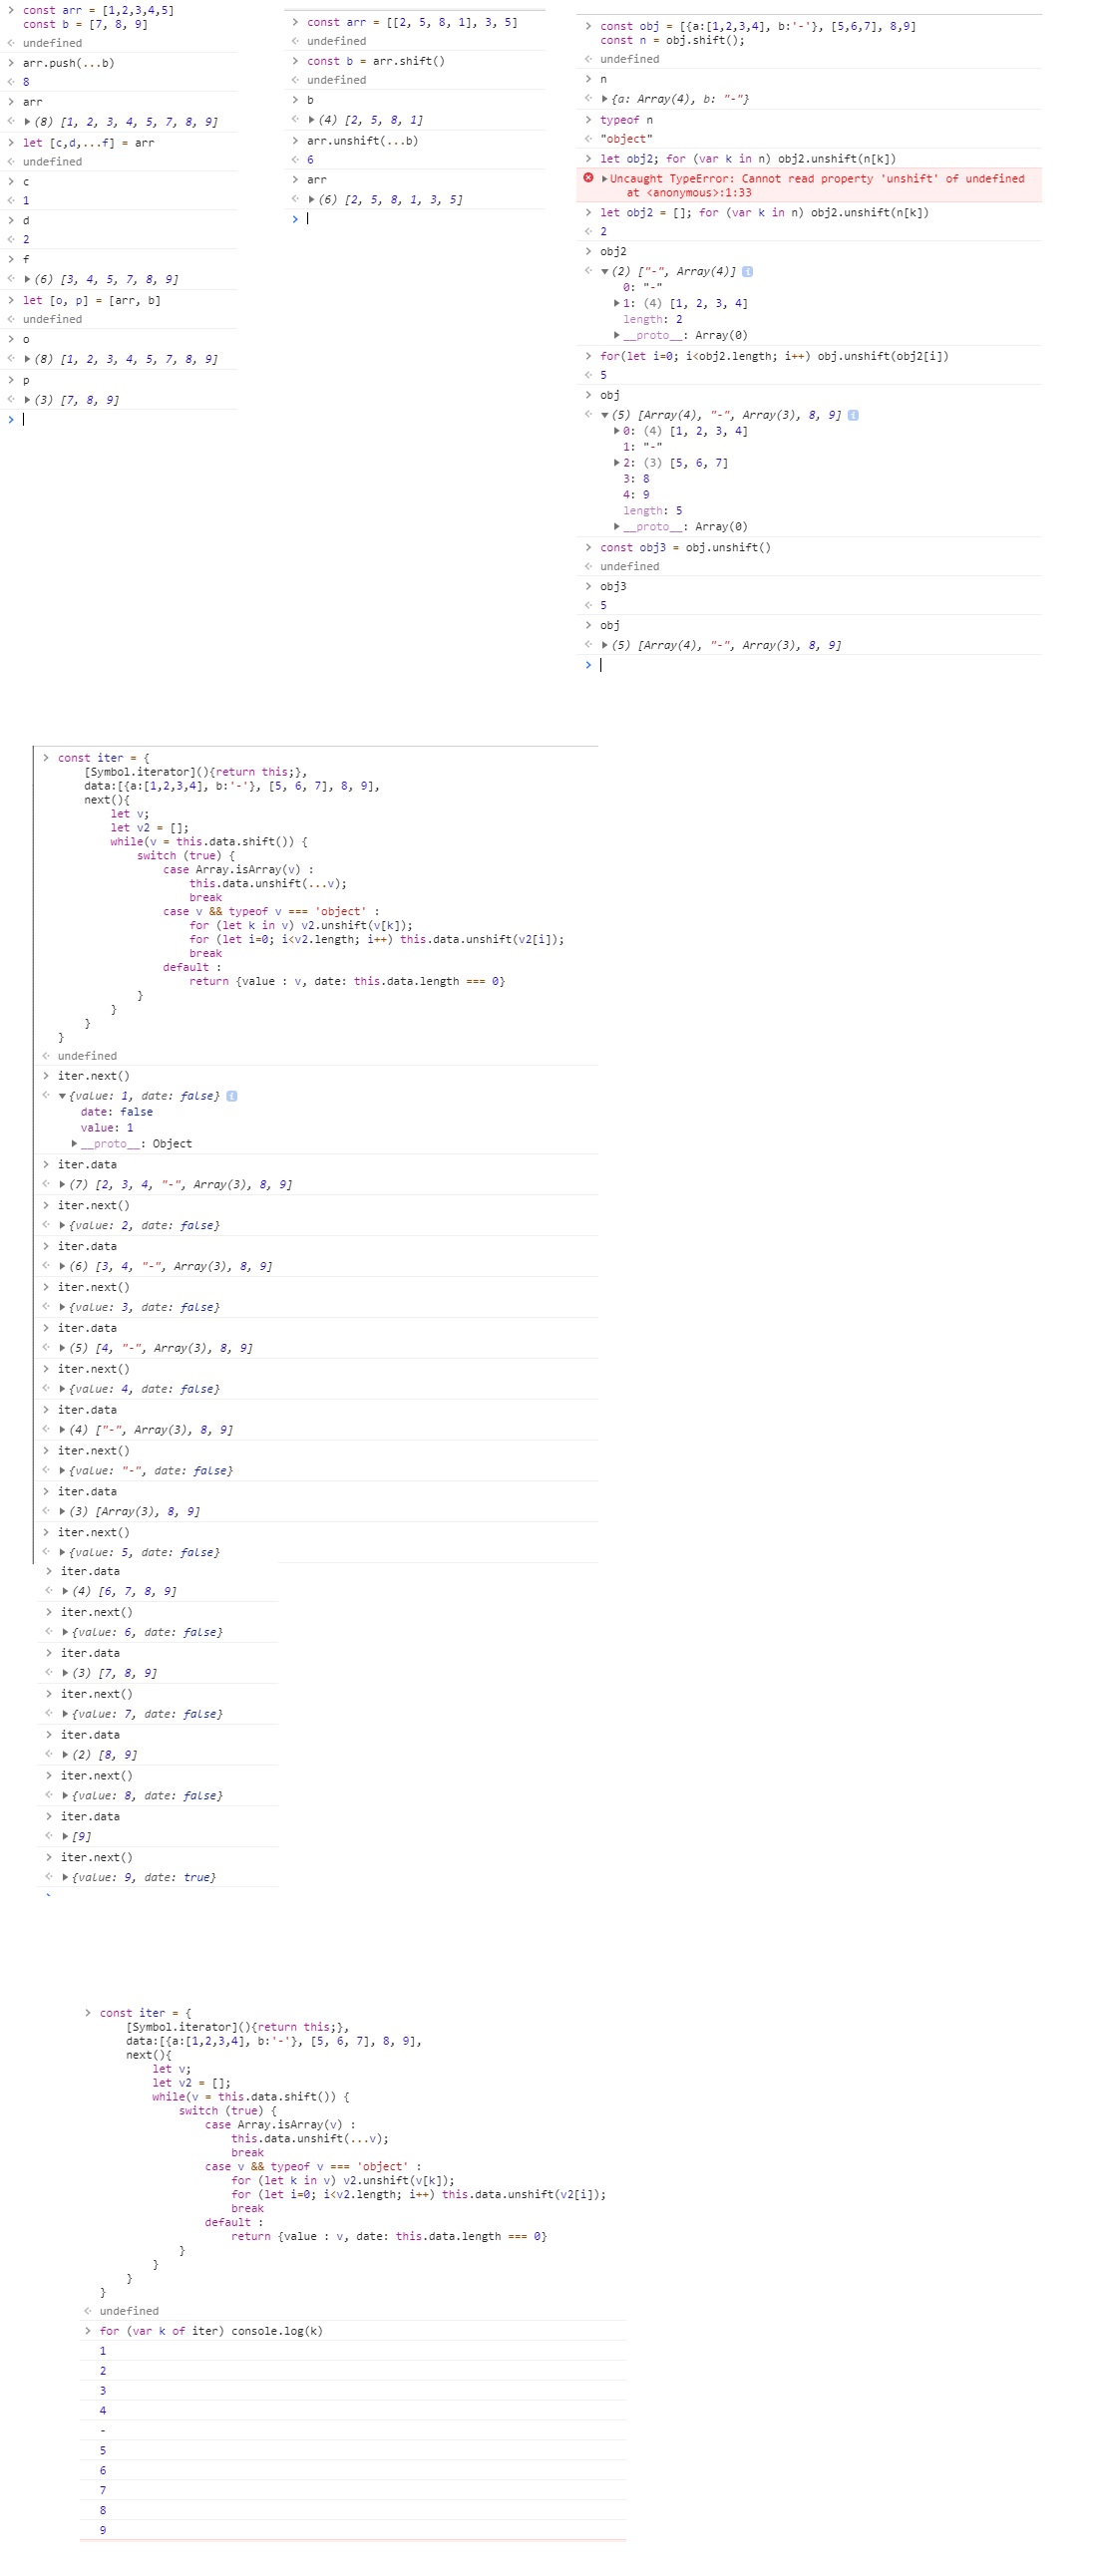 const arr = [1,2,3,4,5]
const b = [7, 8, 9]
undefined
arr.push(...b)
8
arr
(8) [1, 2, 3, 4, 5, 7, 8, 9]
let [c,d,...f] = arr
undefined
c
1
d
2
f
(6) [3, 4, 5, 7, 8, 9]
let [o, p] = [arr, b]
undefined
o
(8) [1, 2, 3, 4, 5, 7, 8, 9]
p
(3) [7, 8, 9]
const arr = [[2, 5, 8, 1], 3, 5]
undefined
const b = arr.shift()
undefined
b
(4) [2, 5, 8, 1]
arr.unshift(...b)
6
arr
(6) [2, 5, 8, 1, 3, 5]
const obj = [{a:[1,2,3,4], b:'-'}, [5,6,7], 8,9]
const n = obj.shift();
undefined
n
{a: Array(4), b: "-"}
typeof n
"object"
let obj2; for (var k in n) obj2.unshift(n[k])
Uncaught TypeError: Cannot read property 'unshift' of undefined
at <anonymous>:1:33
let obj2 = []; for (var k in n) obj2.unshift(n[k])
2
obj2
(2) ["-", Array(4)]
0: "-"
1: (4) [1, 2, 3, 4]
length: 2
__proto__: Array(0)
for(let i=0; i<obj2.length; i++) obj.unshift(obj2[i])
5
obj
(5) [Array(4), "-", Array(3), 8, 9]
0: (4) [1, 2, 3, 4]
1: "-"
2: (3) [5, 6, 7]
3: 8
4: 9
length: 5
__proto__: Array(0)
const obj3 = obj.unshift()
undefined
obj3
5
obj
(5) [Array(4), "-", Array(3), 8, 9]
const iter = {
[Symbol.iterator](){return this;},
data:[{a:[1,2,3,4], b:'-'}, [5, 6, 7], 8, 9],
next(){
let v;
let v2 = [];
while(v = this.data.shift()) {
switch (true) {
case Array.isArray(v) :
this.data.unshift(...v);
break
case v && typeof v === 'object' :
for (let k in v) v2.unshift(v[k]);
for (let i=0; i<v2.length; i++) this.data.unshift(v2[i]);
break
default :
return {value : v, date: this.data.length === 0}
}
}
}
}
undefined
iter.next()
{value: 1, date: false}
date: false
value: 1
__proto__: Object
iter.data
(7) [2, 3, 4, "-", Array(3), 8, 9]
iter.next()
{value: 2, date: false}
iter.data
(6) [3, 4, "-", Array(3), 8, 9]
iter.next()
{value: 3, date: false}
iter.data
(5) [4, "-", Array(3), 8, 9]
iter.next()
{value: 4, date: false}
iter.data
(4) ["-", Array(3), 8, 9]
iter.next()
{value: "-", date: false}
iter.data
(3) [Array(3), 8, 9]
iter.next()
{value: 5, date: false}
iter.data
(4) [6, 7, 8, 9]
iter.next()
{value: 6, date: false}
iter.data
(3) [7, 8, 9]
iter.next()
{value: 7, date: false}
iter.data
(2) [8, 9]
iter.next()
{value: 8, date: false}
iter.data
[9]
iter.next()
{value: 9, date: true}
const iter = {
[Symbol.iterator](){return this;},
data:[{a:[1,2,3,4], b:'-'}, [5, 6, 7], 8, 9],
next(){
let v;
let v2 = [];
while(v = this.data.shift()) {
switch (true) {
case Array.isArray(v) :
this.data.unshift(...v);
break
case v && typeof v === 'object' :
for (let k in v) v2.unshift(v[k]);
for (let i=0; i<v2.length; i++) this.data.unshift(v2[i]);
break
default :
return {value : v, date: this.data.length === 0}
}
}
}
}
undefined
for (var k of iter) console.log(k)
1
2
3
4
-
5
6
7
8
9